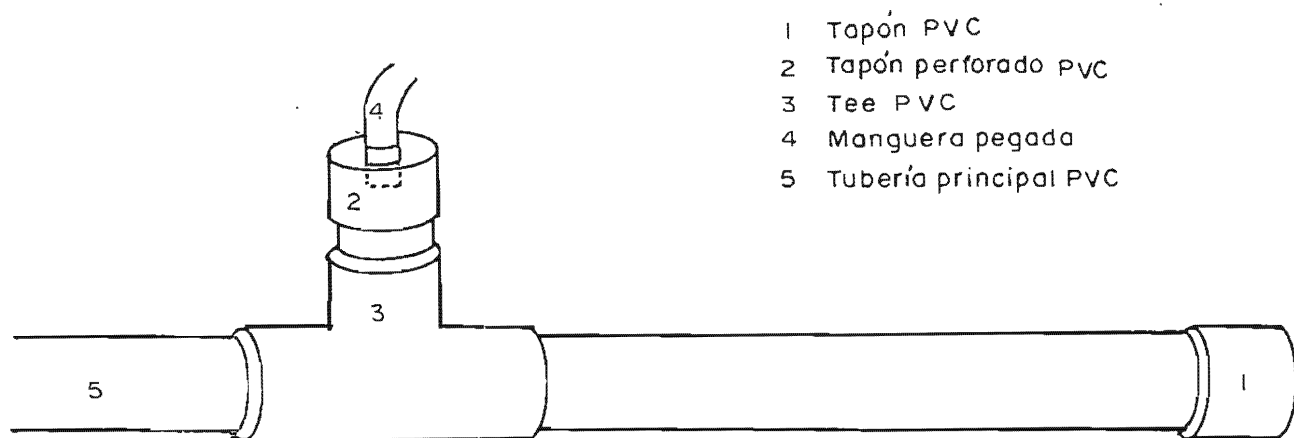 1 Tapón PVC
2 Tapón perforado PVC
3 Tee PVC
4 Manguera pegada
5 Tubería principal PVC
4
2
3
5
1